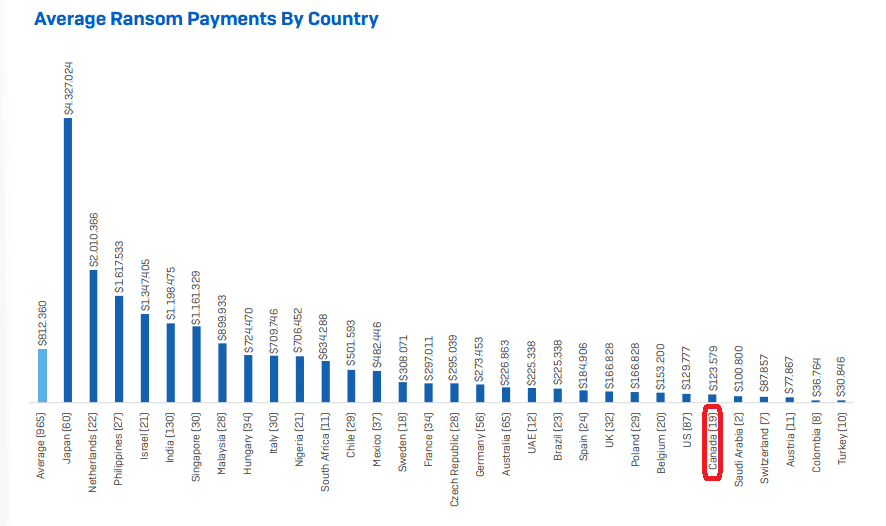 Average Ransom Payments By Country
$812.360
$4.327.024
$2.010.366
$1.617.533
$1.347.405
$1.198.475
$1.161.329
$899.933
$724.470
$709.746
$706.452
$634.288
$501.593
$482.446
$308.071
$297.011
$295.039
$273.453
$226.863
$225.338
$225.338
$184.906
$166.828
$166.828
$153.200
$129.777
$123.579
$100.800
$87.857
$77.867
$36.764
$30.846
Average (965)
Japan (60)
Netherlands (22)
Philippines (27)
Israel (21)
India (130)
Singapore (30)
Malaysia (28)
Hungary (34)
Italy (30)
Nigeria (21)
South Africa (11)
Chile (29)
Mexico (37)
Sweden (18)
France (34)
Czech Republic (28)
Germany (56)
Australia (65)
UAE (12)
Brazil (23)
Spain (24)
UK (32)
Poland (29)
Belgium (20)
US (87)
Canada (19)
Saudi Arabia (2)
Switzerland (7)
Austria (11)
Colombia (8)
Turkey (10)